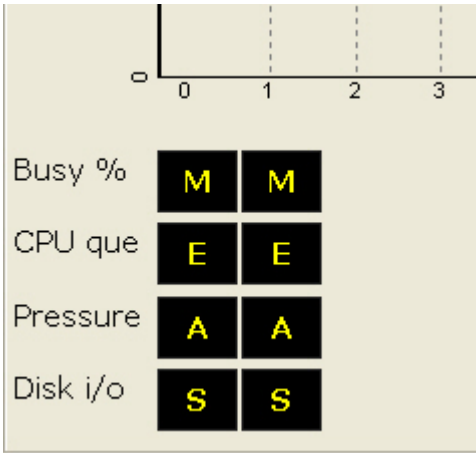 0
0 1 2 3
Busy % M M
CPU que E E
Pressure A A
Disk i/o S S